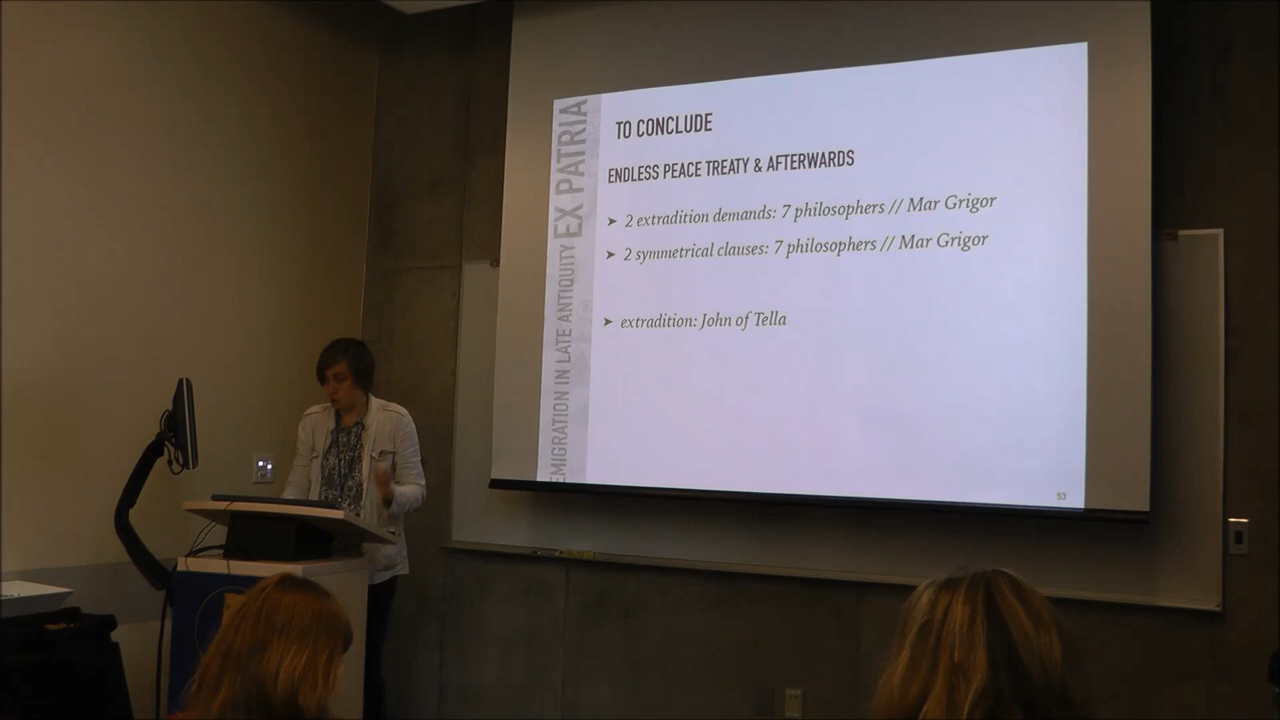 TO CONCLUDE
ENDLESS PEACE TREATY & AFTERWARDS
➤ 2 extradition demands: 7 philosophers // Mar Grigor
➤ 2 symmetrical clauses: 7 philosophers // Mar Grigor
➤ extradition: John of Tella
EMIGRATION IN LATE ANTIQUITY EX PATRIA
53